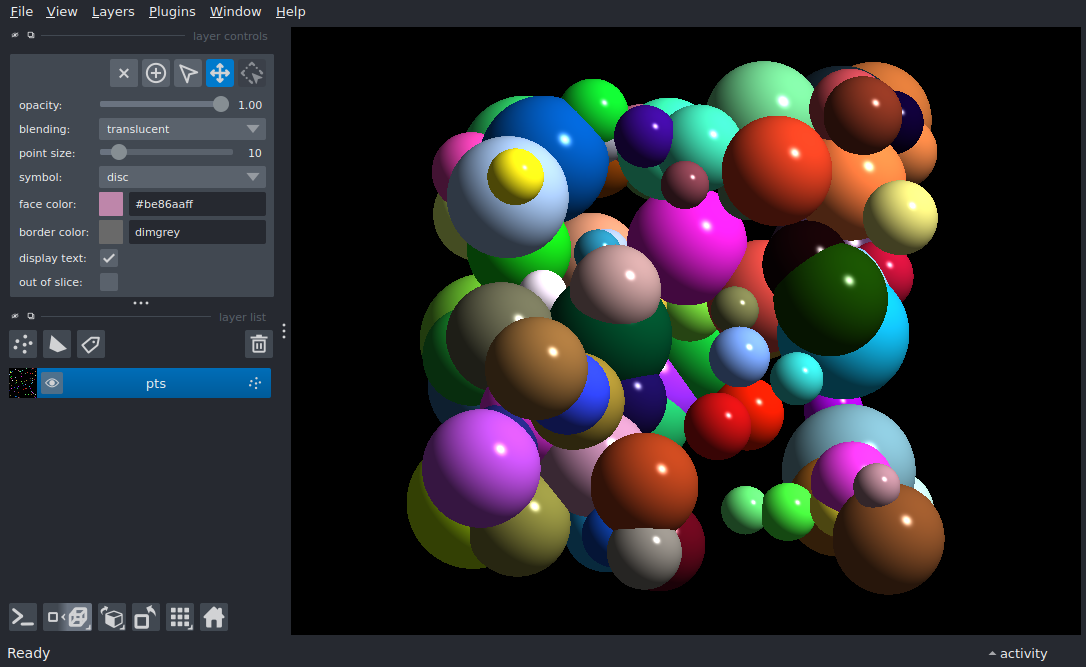 File View Layers Plugins Window Help
layer controls
opacity: 1.00
blending: translucent
point size: 10
symbol: disc
face color: #be86aaff
border color: dimgrey
display text:
out of slice:
layer list
pts
Ready
activity